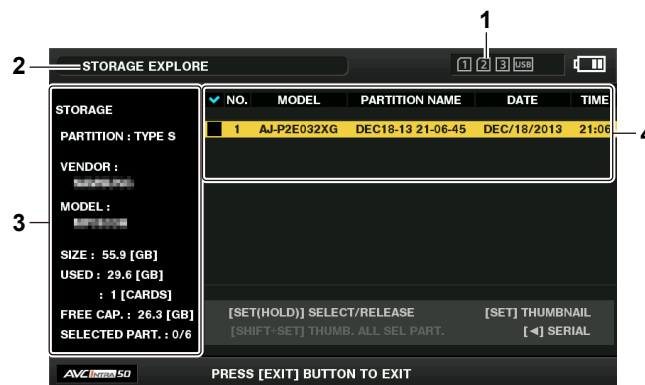 1
2
STORAGE EXPLORE
1 2 3 USB
STORAGE
PARTITION : TYPE S
VENDOR :
MODEL :
SIZE : 55.9 [GB]
USED : 29.6 [GB]
: 1 [CARDS]
FREE CAP. : 26.3 [GB]
SELECTED PART. : 0/6
3
NO. MODEL PARTITION NAME DATE TIME
1 AJ-P2E032XG DEC18-13 21-06-45 DEC/18/2013 21:06
4
[SET(HOLD)] SELECT/RELEASE [SET] THUMBNAIL
[SHIFT+SET] THUMB. ALL SEL PART. [◄] SERIAL
AVC INTRA 50
PRESS [EXIT] BUTTON TO EXIT